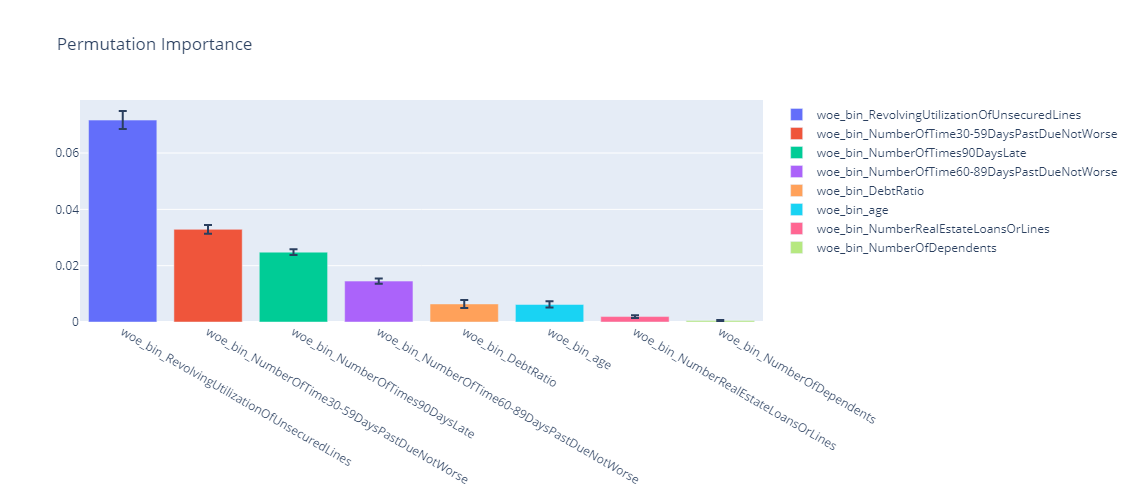 Permutation Importance
0.06
0.04
0.02
0
woe_bin_RevolvingUtilizationOfUnsecuredLines
woe_bin_NumberOfTime30-59DaysPastDueNotWorse
woe_bin_NumberOfTimes90DaysLate
woe_bin_NumberOfTime60-89DaysPastDueNotWorse
woe_bin_DebtRatio
woe_bin_age
woe_bin_NumberRealEstateLoansOrLines
woe_bin_NumberOfDependents
woe_bin_RevolvingUtilizationOfUnsecuredLines
woe_bin_NumberOfTime30-59DaysPastDueNotWorse
woe_bin_NumberOfTimes90DaysLate
woe_bin_NumberOfTime60-89DaysPastDueNotWorse
woe_bin_DebtRatio
woe_bin_age
woe_bin_NumberRealEstateLoansOrLines
woe_bin_NumberOfDependents